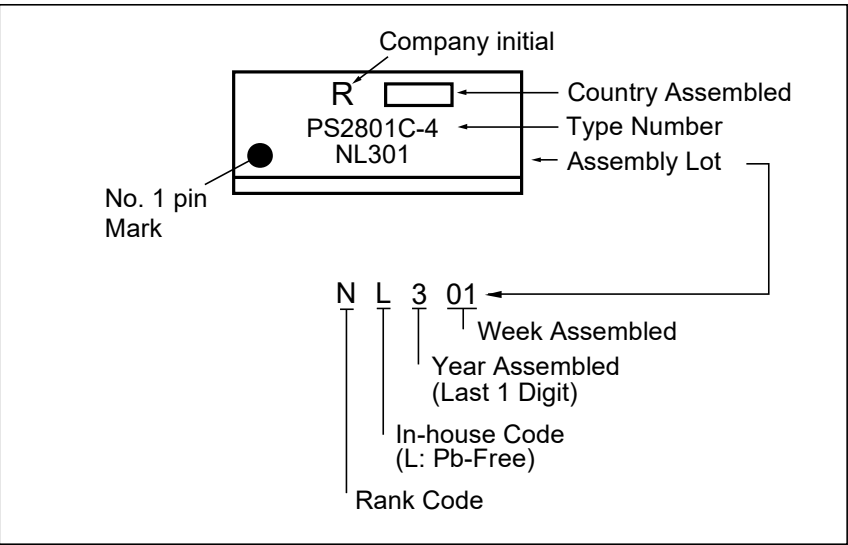 Company initial
R
Country Assembled
PS2801C-4
Type Number
NL301
Assembly Lot
No. 1 pin
Mark
N L 3 01
Week Assembled
Year Assembled
(Last 1 Digit)
In-house Code
(L: Pb-Free)
Rank Code